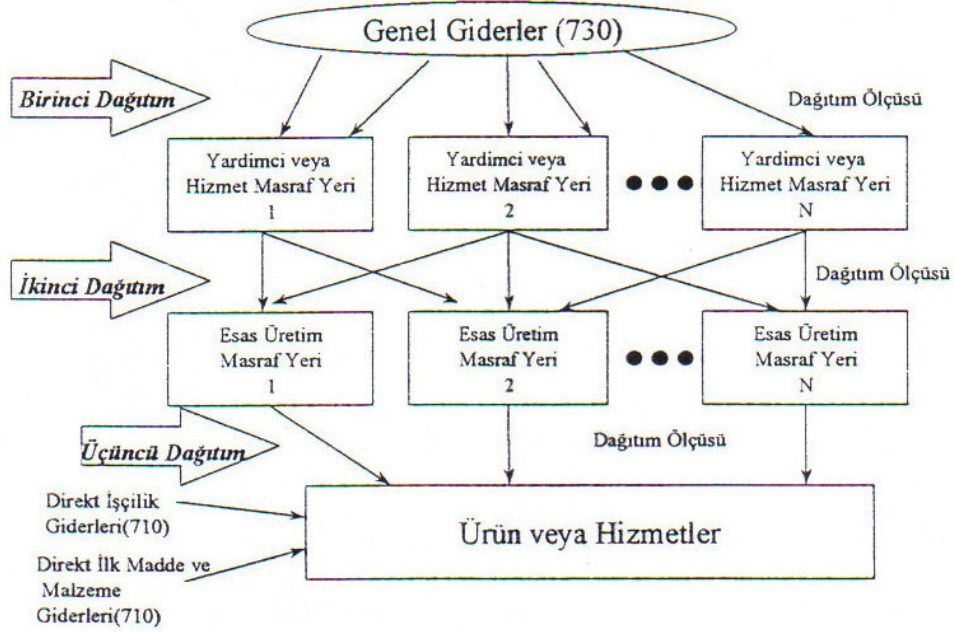 Genel Giderler (730)
Birinci Dağıtım
Dağıtım Ölçüsü
Yardimci veya
Hizmet Masraf Yeri
1
Yardimci veya
Hizmet Masraf Yeri
2
Yardimci veya
Hizmet Masraf Yeri
N
İkinci Dağıtım
Dağıtım Ölçüsü
Esas Üretim
Masraf Yeri
1
Esas Üretim
Masraf Yeri
2
Esas Üretim
Masraf Yeri
N
Üçüncü Dağıtım
Dağıtım Ölçüsü
Direkt İşçilik
Giderleri(710)
Ürün veya Hizmetler
Direkt İlk Madde ve
Malzeme
Giderleri(710)